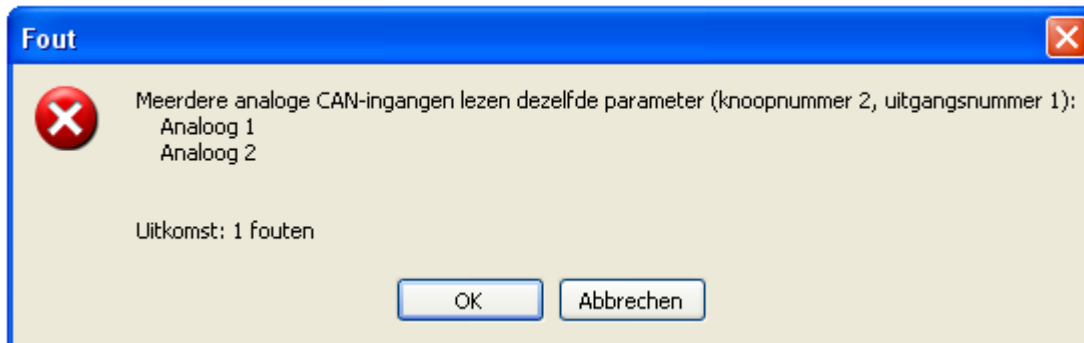 Fout
Meerdere analoge CAN-ingangen lezen dezelfde parameter (knoopnummer 2, uitgangsnummer 1):
Analoog 1
Analoog 2
Uitkomst: 1 fouten
OK
Abbrechen